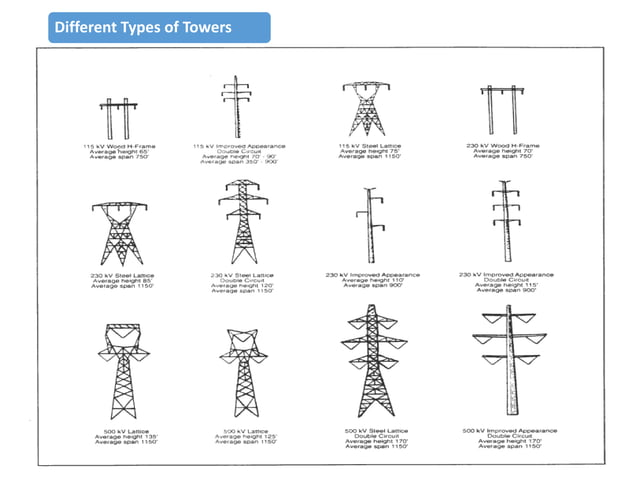 Different Types of Towers
115 kV Wood H-Frame
Average height 65'
Average span 750'
115 kV Improved Appearance
Double Circuit
Average height 70' - 90'
Average span 350' - 900'
115 kV Steel Lattice
Average height 75'
Average span 1150'
230 kV Wood H-Frame
Average height 70'
Average span 750'
230 kV Steel Lattice
Average height 85'
Average span 1150'
230 kV Steel Lattice
Double Circuit
Average height 120'
Average span 1150'
230 kV Improved Appearance
Average height 110'
Average span 900'
230 kV Improved Appearance
Double Circuit
Average height 115'
Average span 900'
500 kV Lattice
Average height 135'
Average span 1150'
500 kV Lattice
Average height 125'
Average span 1150'
500 kV Steel Lattice
Double Circuit
Average height 170'
Average span 1150'
500 kV Improved Appearance
Double Circuit
Average height 170'
Average span 1150'